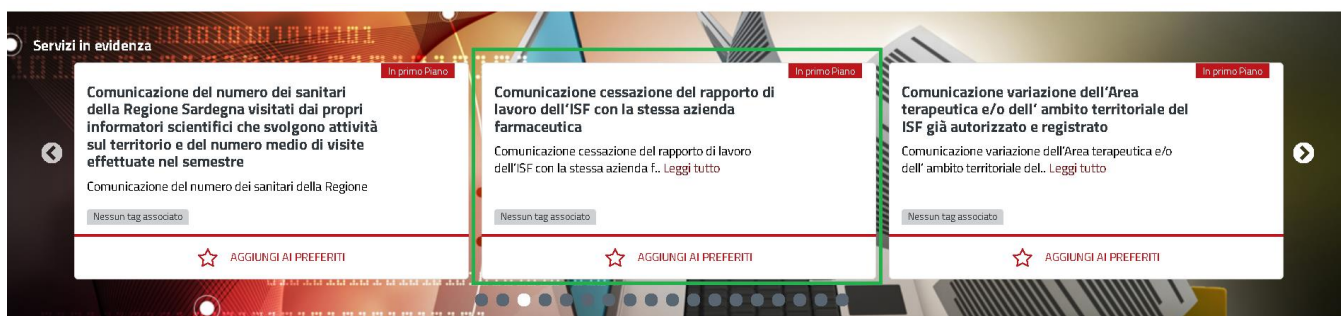 Servizi in evidenza
In primo Piano
Comunicazione del numero dei sanitari
della Regione Sardegna visitati dai propri
informatori scientifici che svolgono attività
sul territorio e del numero medio di visite
effettuate nel semestre
Comunicazione del numero dei sanitari della Regione
Nessun tag associato
AGGIUNGI AI PREFERITI
In primo Piano
Comunicazione cessazione del rapporto di
lavoro dell'ISF con la stessa azienda
farmaceutica
Comunicazione cessazione del rapporto di lavoro
dell'ISF con la stessa azienda f.. Leggi tutto
Nessun tag associato
AGGIUNGI AI PREFERITI
In primo Piano
Comunicazione variazione dell'Area
terapeutica e/o dell' ambito territoriale del
ISF già autorizzato e registrato
Comunicazione variazione dell'Area terapeutica e/o
dell' ambito territoriale del.. Leggi tutto
Nessun tag associato
AGGIUNGI AI PREFERITI